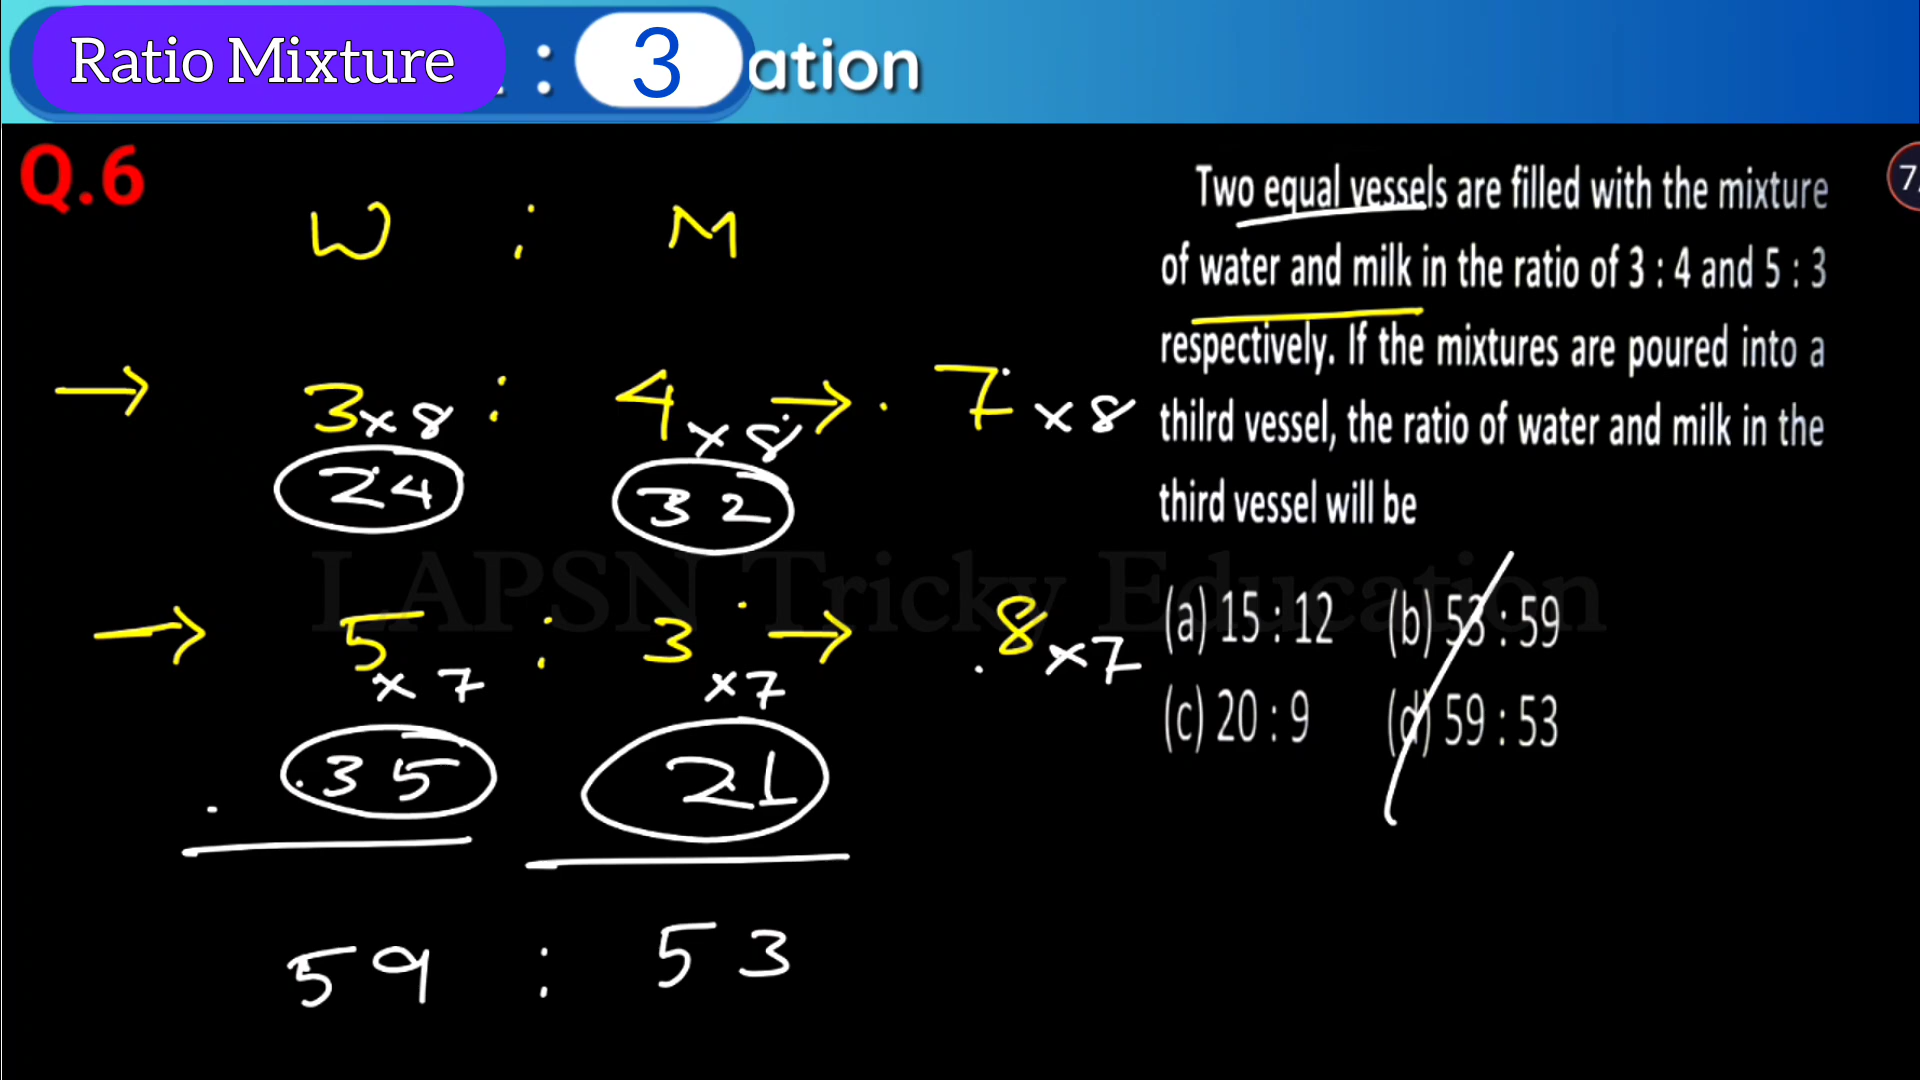 Ratio Mixture : 3 ation
Q.6
W : M
Two equal vessels are filled with the mixture
of water and milk in the ratio of 3 : 4 and 5 : 3
respectively. If the mixtures are poured into a
thilrd vessel, the ratio of water and milk in the
third vessel will be
(a) 15 : 12 (b) 53 : 59
(c) 20 : 9 (d) 59 : 53
7
3 x 8 : 4 x 8 → 7 x 8
24 32
LAPSN Tricky Education
5 x 7 : 3 x 7 → 8 x 7
35 21
59 : 53